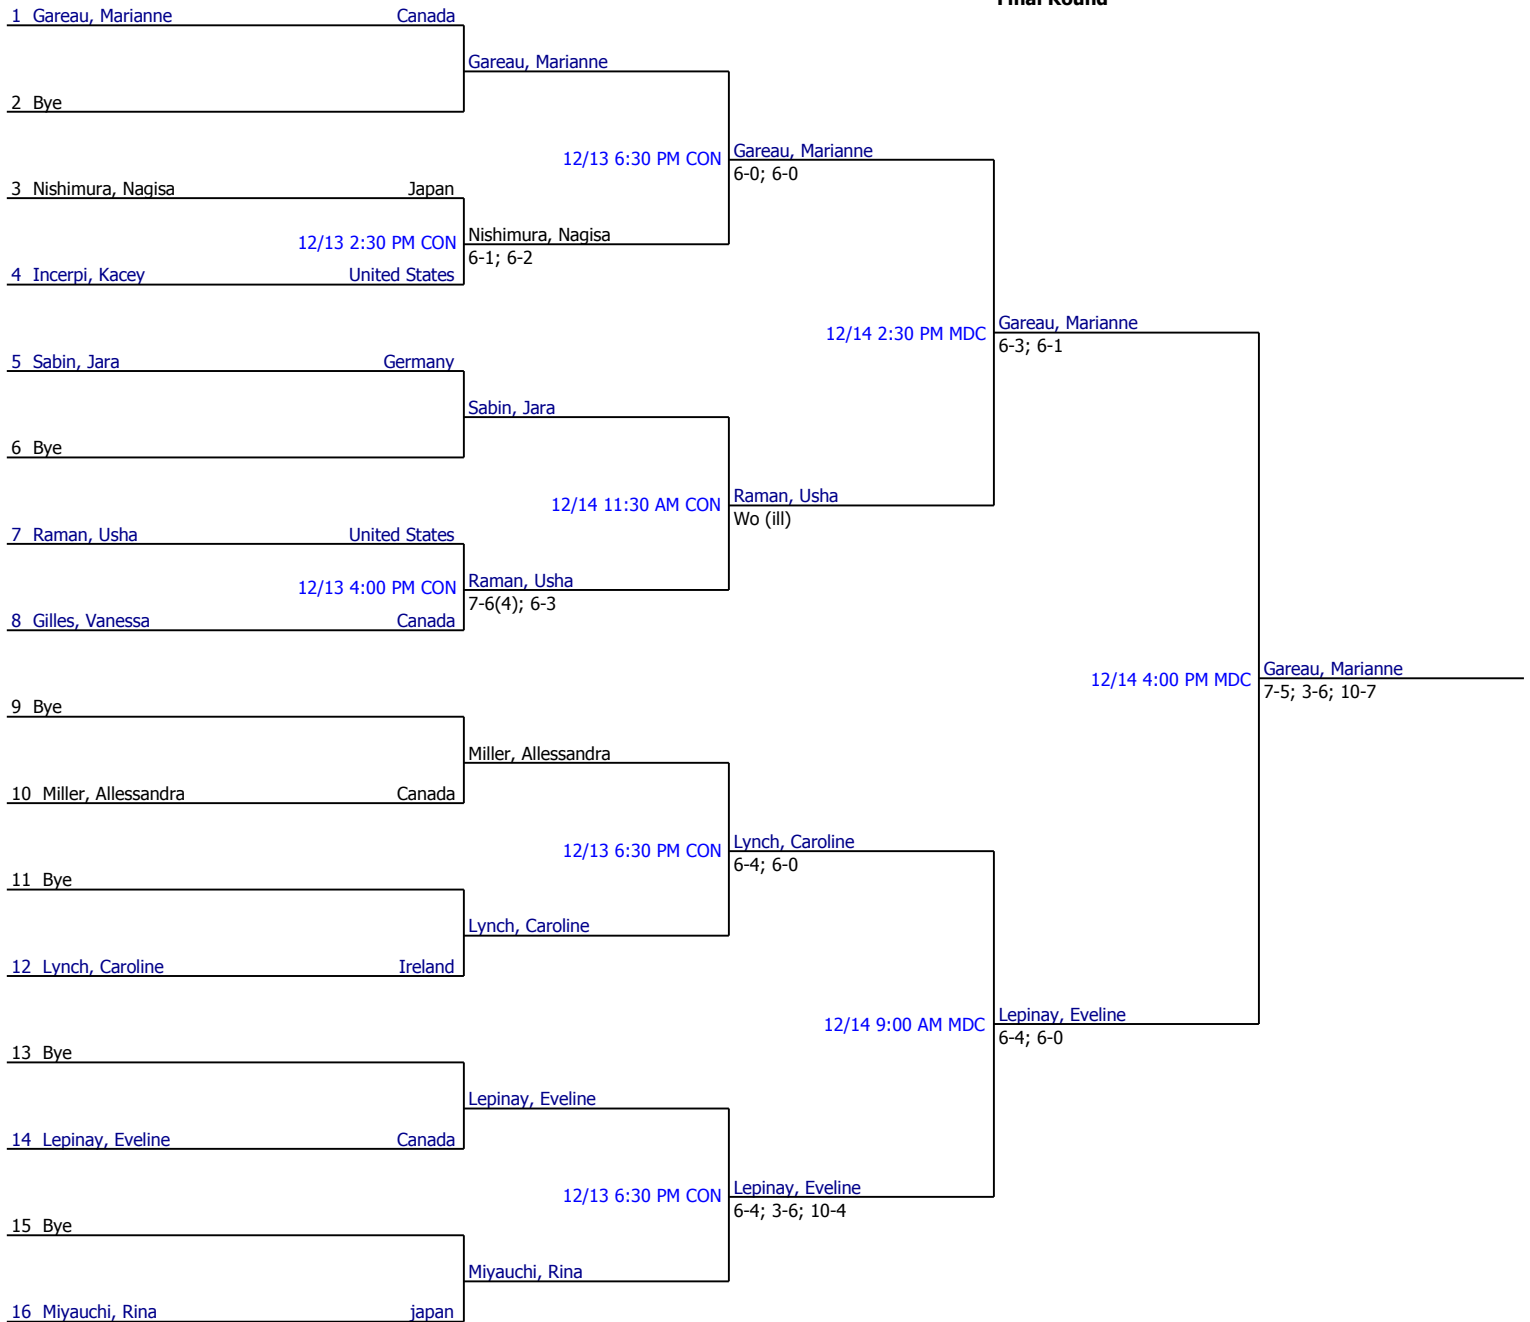 Final Round
1 Gareau, Marianne Canada
Gareau, Marianne
2 Bye
12/13 6:30 PM CON Gareau, Marianne
6-0; 6-0
3 Nishimura, Nagisa Japan
12/13 2:30 PM CON Nishimura, Nagisa
6-1; 6-2
4 Incerpi, Kacey United States
12/14 2:30 PM MDC Gareau, Marianne
6-3; 6-1
5 Sabin, Jara Germany
Sabin, Jara
6 Bye
12/14 11:30 AM CON Raman, Usha
Wo (ill)
7 Raman, Usha United States
12/13 4:00 PM CON Raman, Usha
7-6(4); 6-3
8 Gilles, Vanessa Canada
12/14 4:00 PM MDC Gareau, Marianne
7-5; 3-6; 10-7
9 Bye
Miller, Allessandra
10 Miller, Allessandra Canada
12/13 6:30 PM CON Lynch, Caroline
6-4; 6-0
11 Bye
Lynch, Caroline
12 Lynch, Caroline Ireland
12/14 9:00 AM MDC Lepinay, Eveline
6-4; 6-0
13 Bye
Lepinay, Eveline
14 Lepinay, Eveline Canada
12/13 6:30 PM CON Lepinay, Eveline
6-4; 3-6; 10-4
15 Bye
Miyauchi, Rina
16 Miyauchi, Rina japan